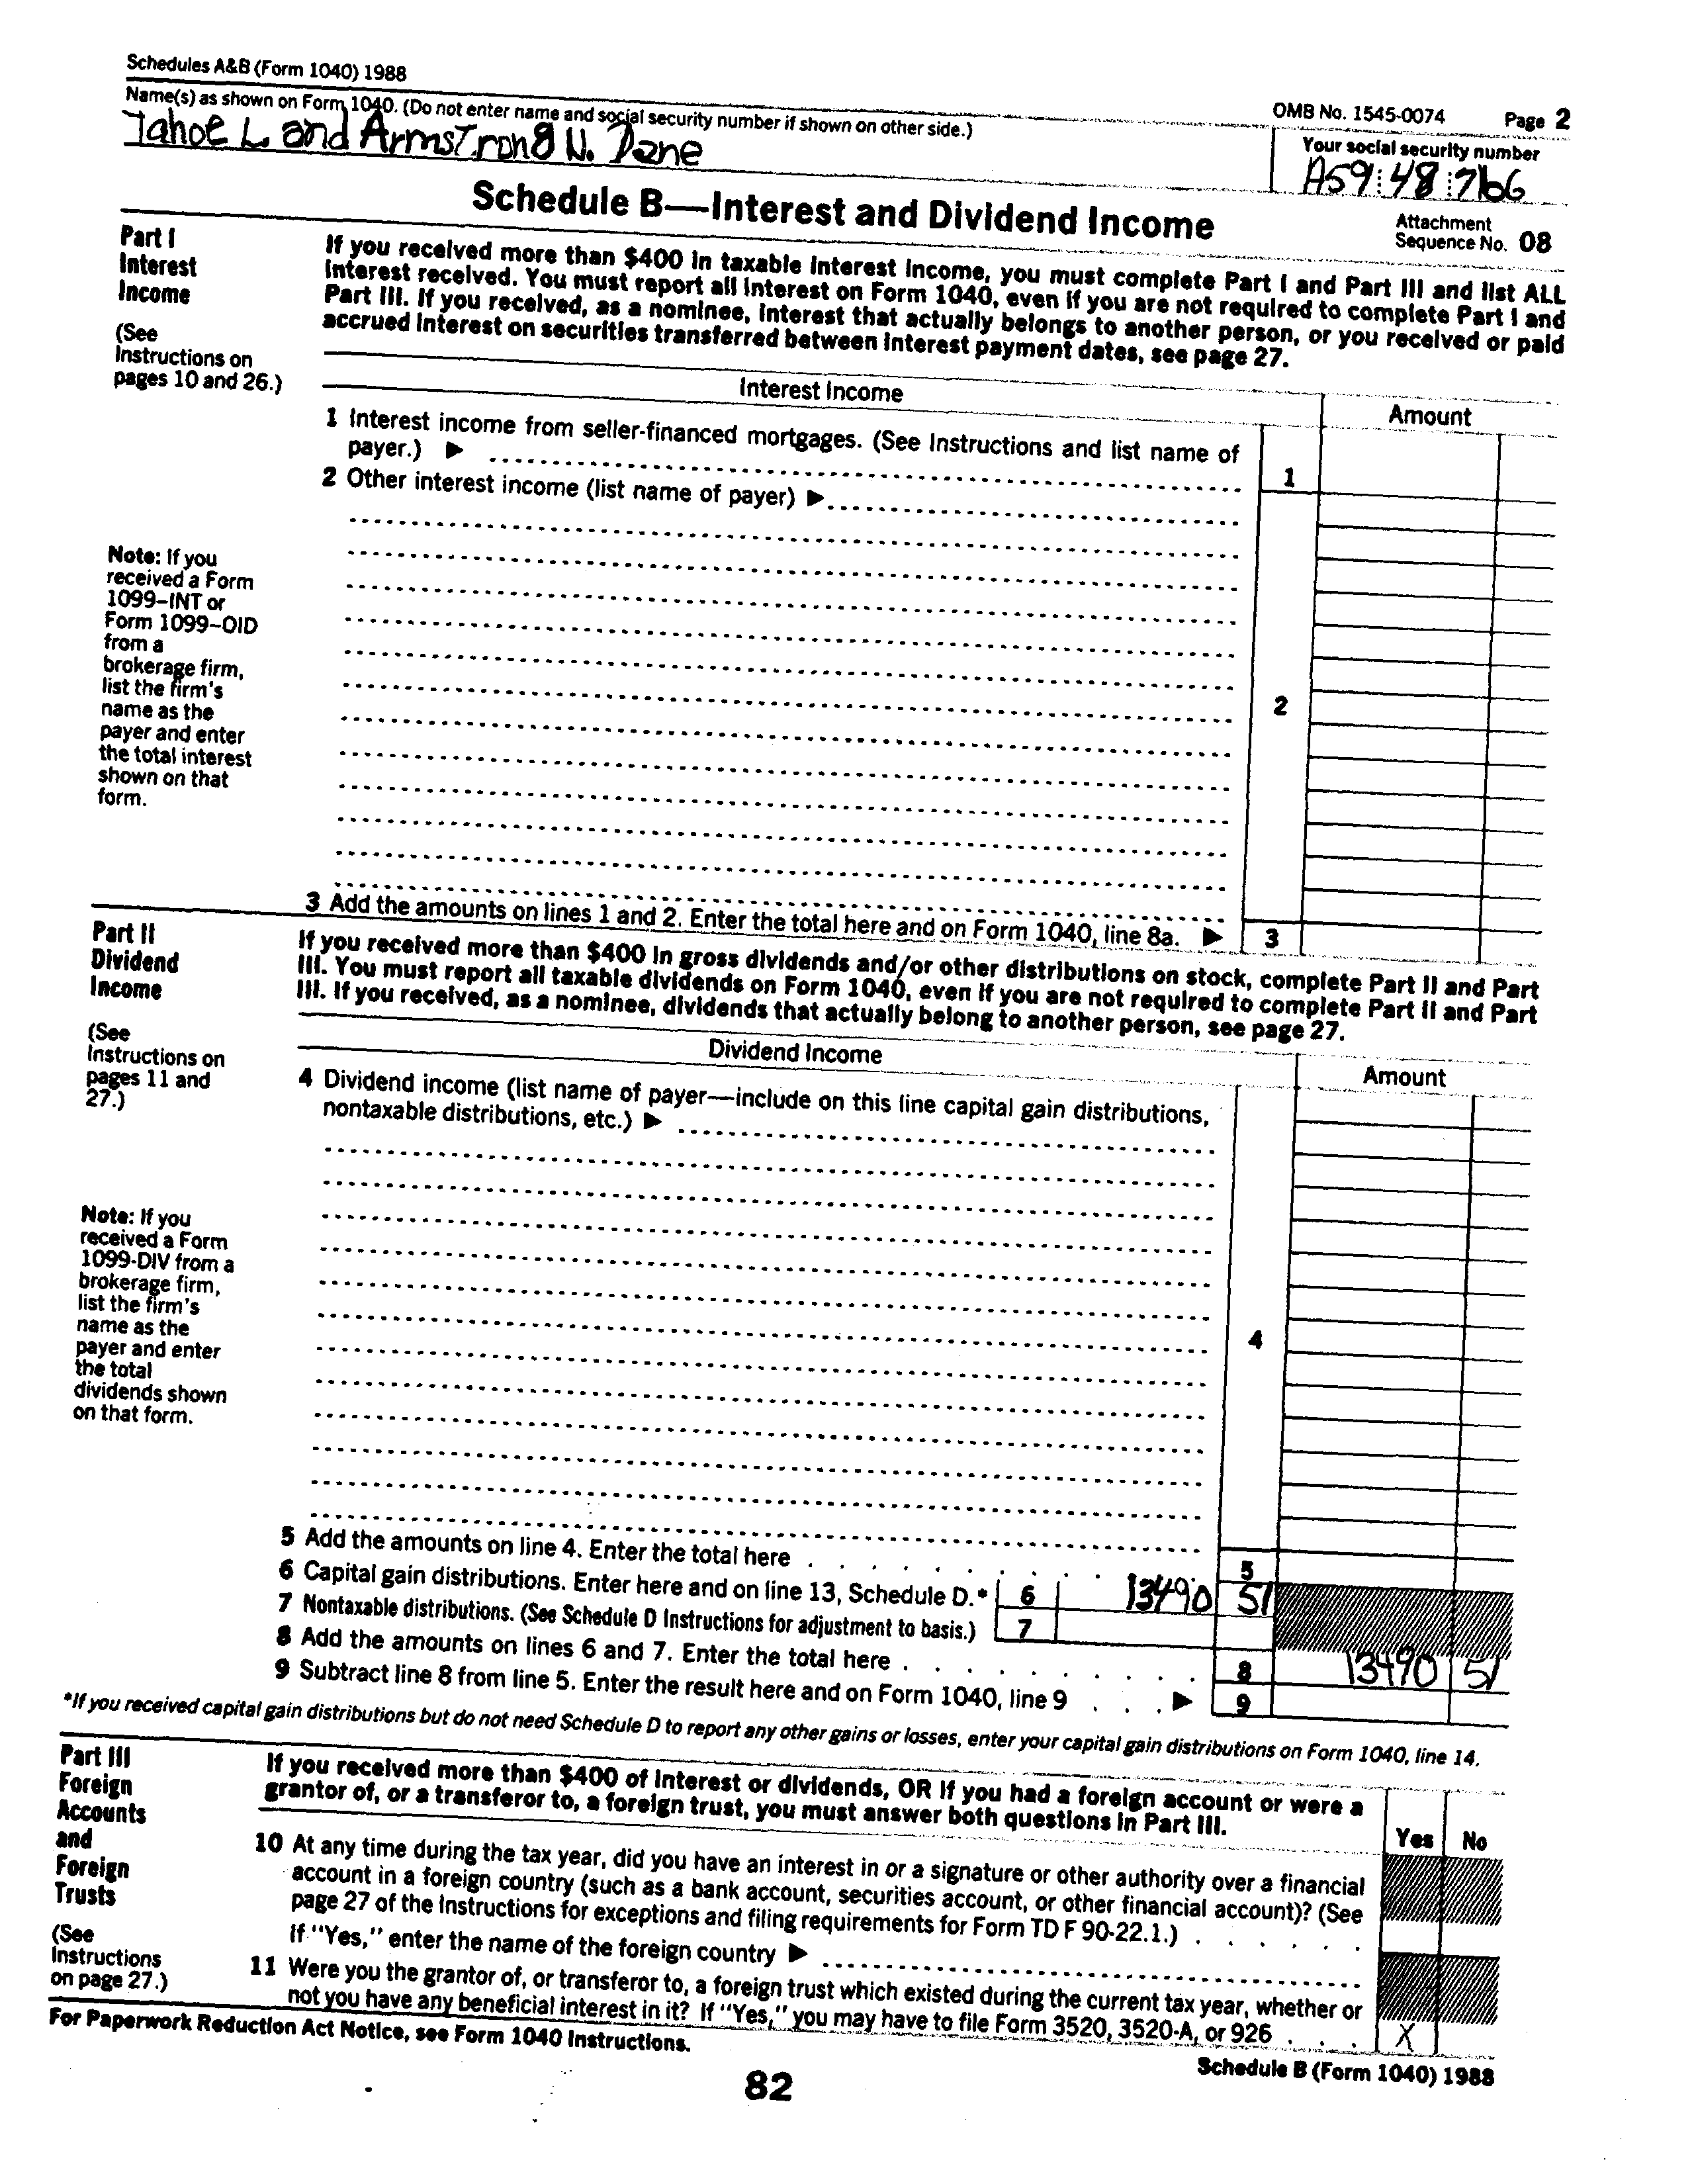 Schedules A&B (Form 1040) 1988
OMB No. 1545-0074 Page 2
Name(s) as shown on Form 1040. (Do not enter name and social security number if shown on other side.)
Your social security number
Tahoe L and Armstrong N. Dane
A59 48 7166
Schedule B—Interest and Dividend Income
Attachment
Sequence No. 08
Part I
Interest
Income
(See
Instructions on
pages 10 and 26.)
If you received more than $400 in taxable interest income, you must complete Part I and Part III and list ALL
interest received. You must report all interest on Form 1040, even if you are not required to complete Part I and
Part III. If you received, as a nominee, interest that actually belongs to another person, or you received or paid
accrued interest on securities transferred between interest payment dates, see page 27.
Interest Income
Amount
1 Interest income from seller-financed mortgages. (See Instructions and list name of
payer.) ▶
1
2 Other interest income (list name of payer) ▶
Note: If you
received a Form
1099–INT or
Form 1099–OID
from a
brokerage firm,
list the firm's
name as the
payer and enter
the total interest
shown on that
form.
2
3 Add the amounts on lines 1 and 2. Enter the total here and on Form 1040, line 8a. ▶ 3
Part II
Dividend
Income
(See
Instructions on
pages 11 and
27.)
If you received more than $400 in gross dividends and/or other distributions on stock, complete Part II and Part
III. You must report all taxable dividends on Form 1040, even if you are not required to complete Part II and Part
III. If you received, as a nominee, dividends that actually belong to another person, see page 27.
Dividend Income
Amount
4 Dividend income (list name of payer—include on this line capital gain distributions,
nontaxable distributions, etc.) ▶
Note: If you
received a Form
1099-DIV from a
brokerage firm,
list the firm's
name as the
payer and enter
the total
dividends shown
on that form.
4
5 Add the amounts on line 4. Enter the total here . . . . . . . . . 5
6 Capital gain distributions. Enter here and on line 13, Schedule D.* 6 13490 51
7 Nontaxable distributions. (See Schedule D Instructions for adjustment to basis.) 7
8 Add the amounts on lines 6 and 7. Enter the total here . . . . . . . . . 8 13490 51
9 Subtract line 8 from line 5. Enter the result here and on Form 1040, line 9 . . . ▶ 9
*If you received capital gain distributions but do not need Schedule D to report any other gains or losses, enter your capital gain distributions on Form 1040, line 14.
Part III
Foreign
Accounts
and
Foreign
Trusts
(See
Instructions
on page 27.)
If you received more than $400 of interest or dividends, OR if you had a foreign account or were a
grantor of, or a transferor to, a foreign trust, you must answer both questions in Part III.
Yes No
10 At any time during the tax year, did you have an interest in or a signature or other authority over a financial
account in a foreign country (such as a bank account, securities account, or other financial account)? (See
page 27 of the Instructions for exceptions and filing requirements for Form TD F 90-22.1.) . . . . . .
If "Yes," enter the name of the foreign country ▶
11 Were you the grantor of, or transferor to, a foreign trust which existed during the current tax year, whether or
not you have any beneficial interest in it? If "Yes," you may have to file Form 3520, 3520-A, or 926 . . . X
For Paperwork Reduction Act Notice, see Form 1040 Instructions.
Schedule B (Form 1040) 1988
82